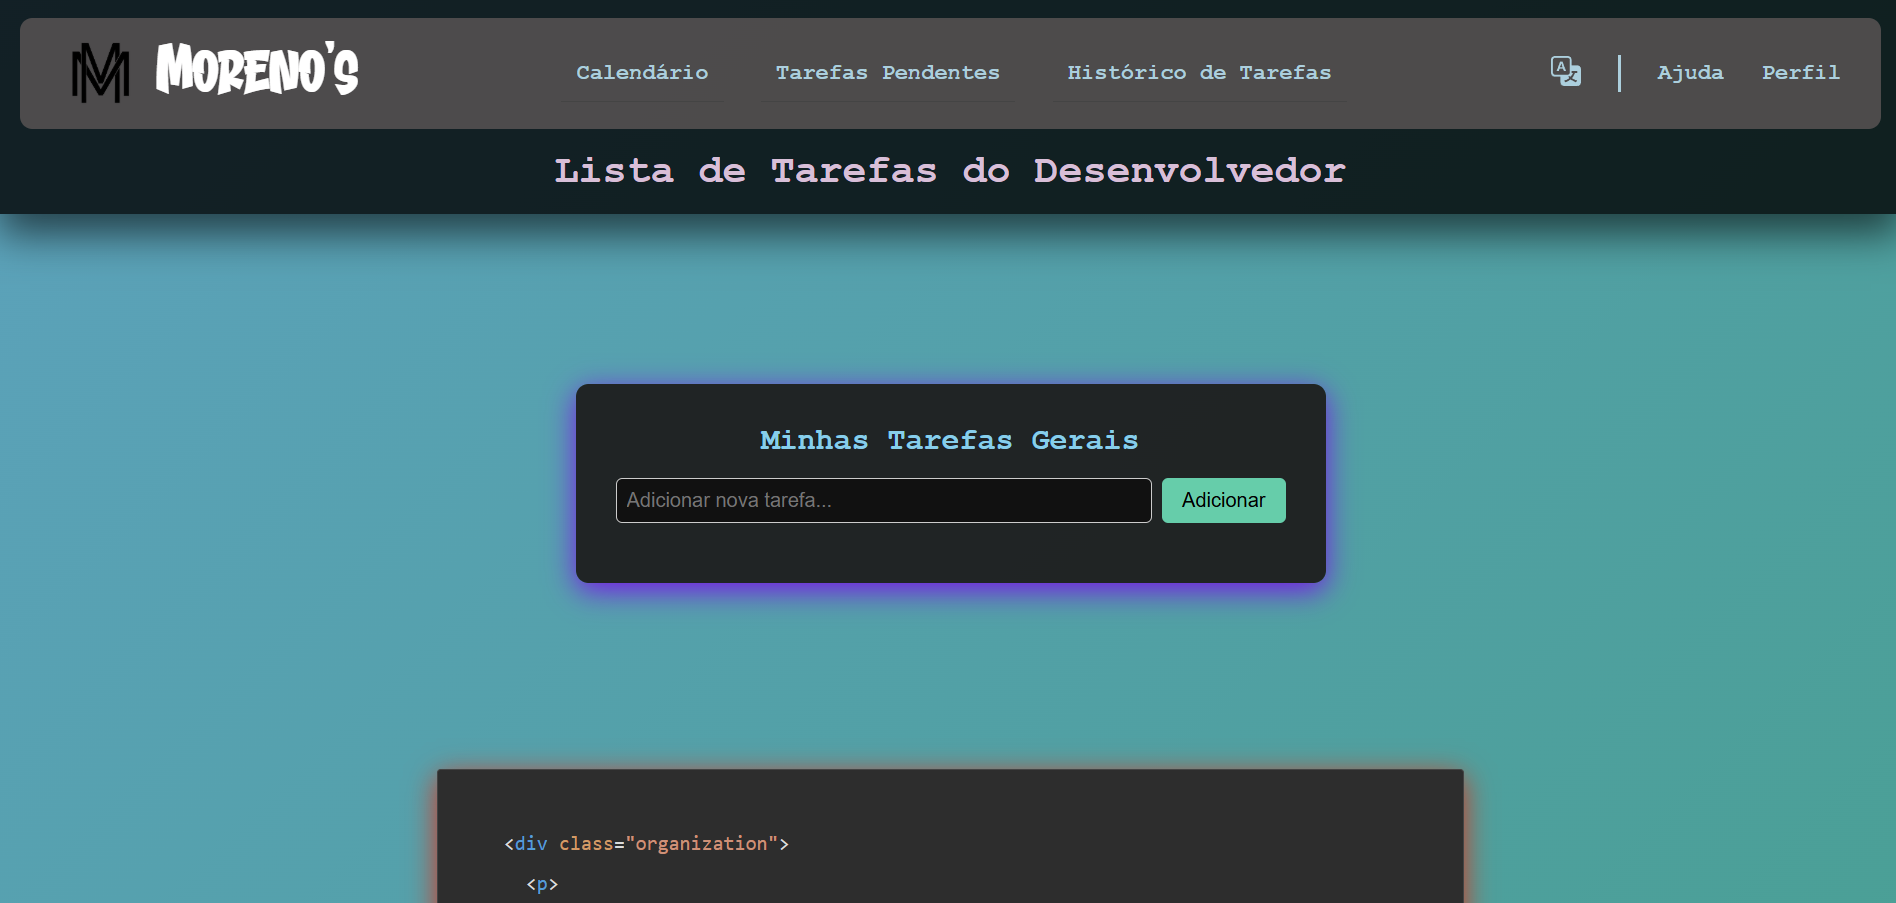 MORENO'S
Calendário
Tarefas Pendentes
Histórico de Tarefas
Ajuda
Perfil
Lista de Tarefas do Desenvolvedor
Minhas Tarefas Gerais
Adicionar nova tarefa...
Adicionar
<div class="organization">
<p>